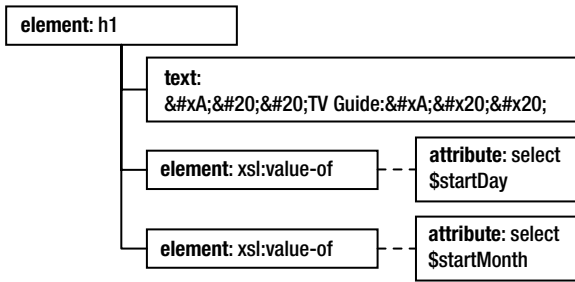 element: h1
text:
&#xA;&#20;&#20;TV Guide:&#xA;&#x20;&#x20;
element: xsl:value-of
attribute: select
$startDay
element: xsl:value-of
attribute: select
$startMonth